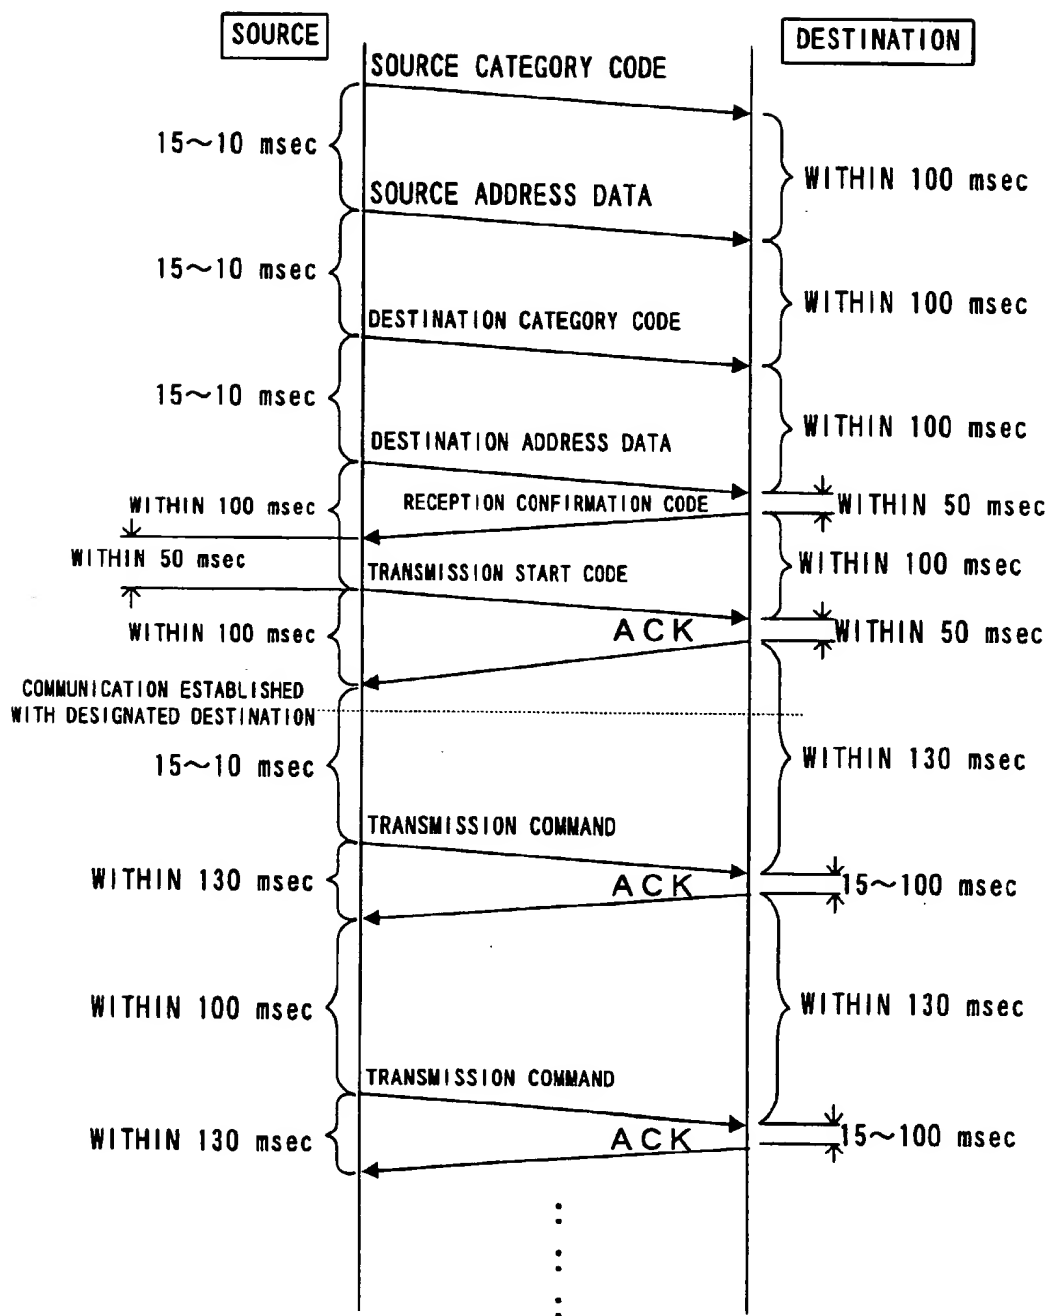 SOURCE
DESTINATION
SOURCE CATEGORY CODE
15~10 msec
WITHIN 100 msec
SOURCE ADDRESS DATA
15~10 msec
WITHIN 100 msec
DESTINATION CATEGORY CODE
15~10 msec
WITHIN 100 msec
DESTINATION ADDRESS DATA
WITHIN 100 msec
RECEPTION CONFIRMATION CODE
WITHIN 50 msec
WITHIN 50 msec
WITHIN 100 msec
TRANSMISSION START CODE
WITHIN 100 msec
ACK
WITHIN 50 msec
COMMUNICATION ESTABLISHED
WITH DESIGNATED DESTINATION
15~10 msec
WITHIN 130 msec
TRANSMISSION COMMAND
WITHIN 130 msec
ACK
15~100 msec
WITHIN 100 msec
WITHIN 130 msec
TRANSMISSION COMMAND
WITHIN 130 msec
ACK
15~100 msec